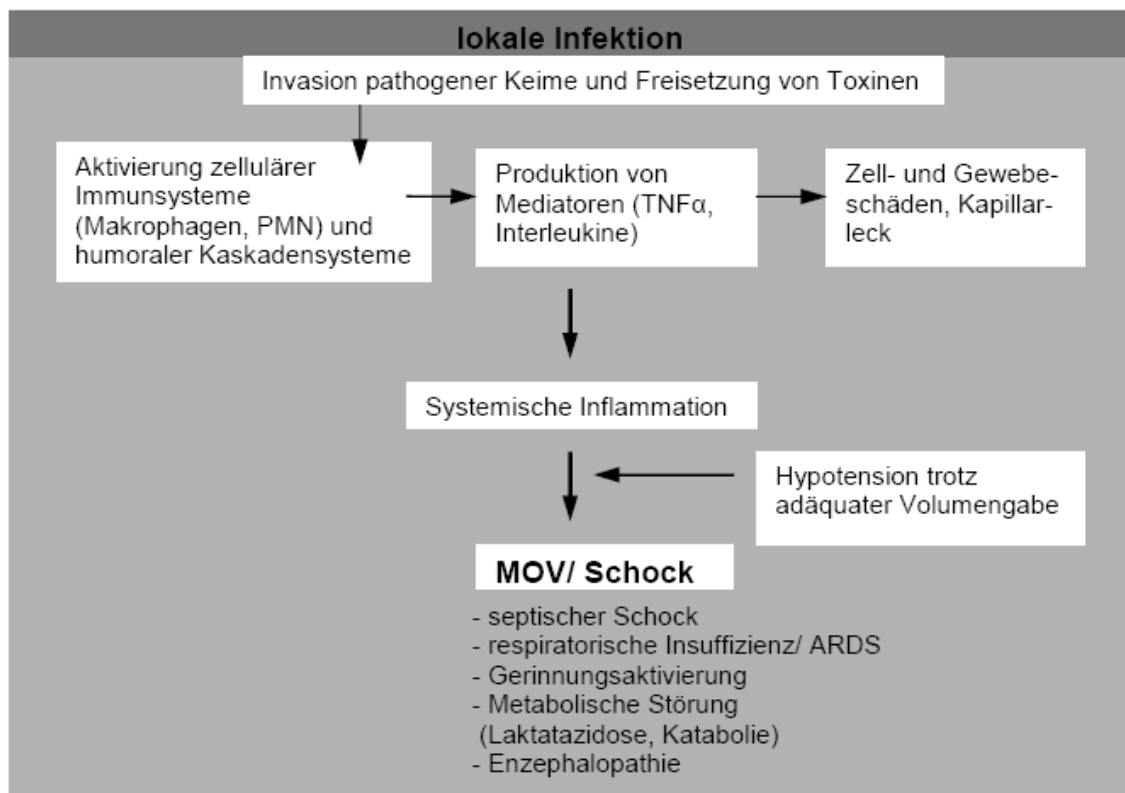 lokale Infektion
Invasion pathogener Keime und Freisetzung von Toxinen
Aktivierung zellulärer
Immunsysteme
(Makrophagen, PMN) und
humoraler Kaskadensysteme
Produktion von
Mediatoren (TNFα,
Interleukine)
Zell- und Gewebe-
schäden, Kapillar-
leck
Systemische Inflammation
Hypotension trotz
adäquater Volumengabe
MOV/ Schock
- septischer Schock
- respiratorische Insuffizienz/ ARDS
- Gerinnungsaktivierung
- Metabolische Störung
(Laktatazidose, Katabolie)
- Enzephalopathie